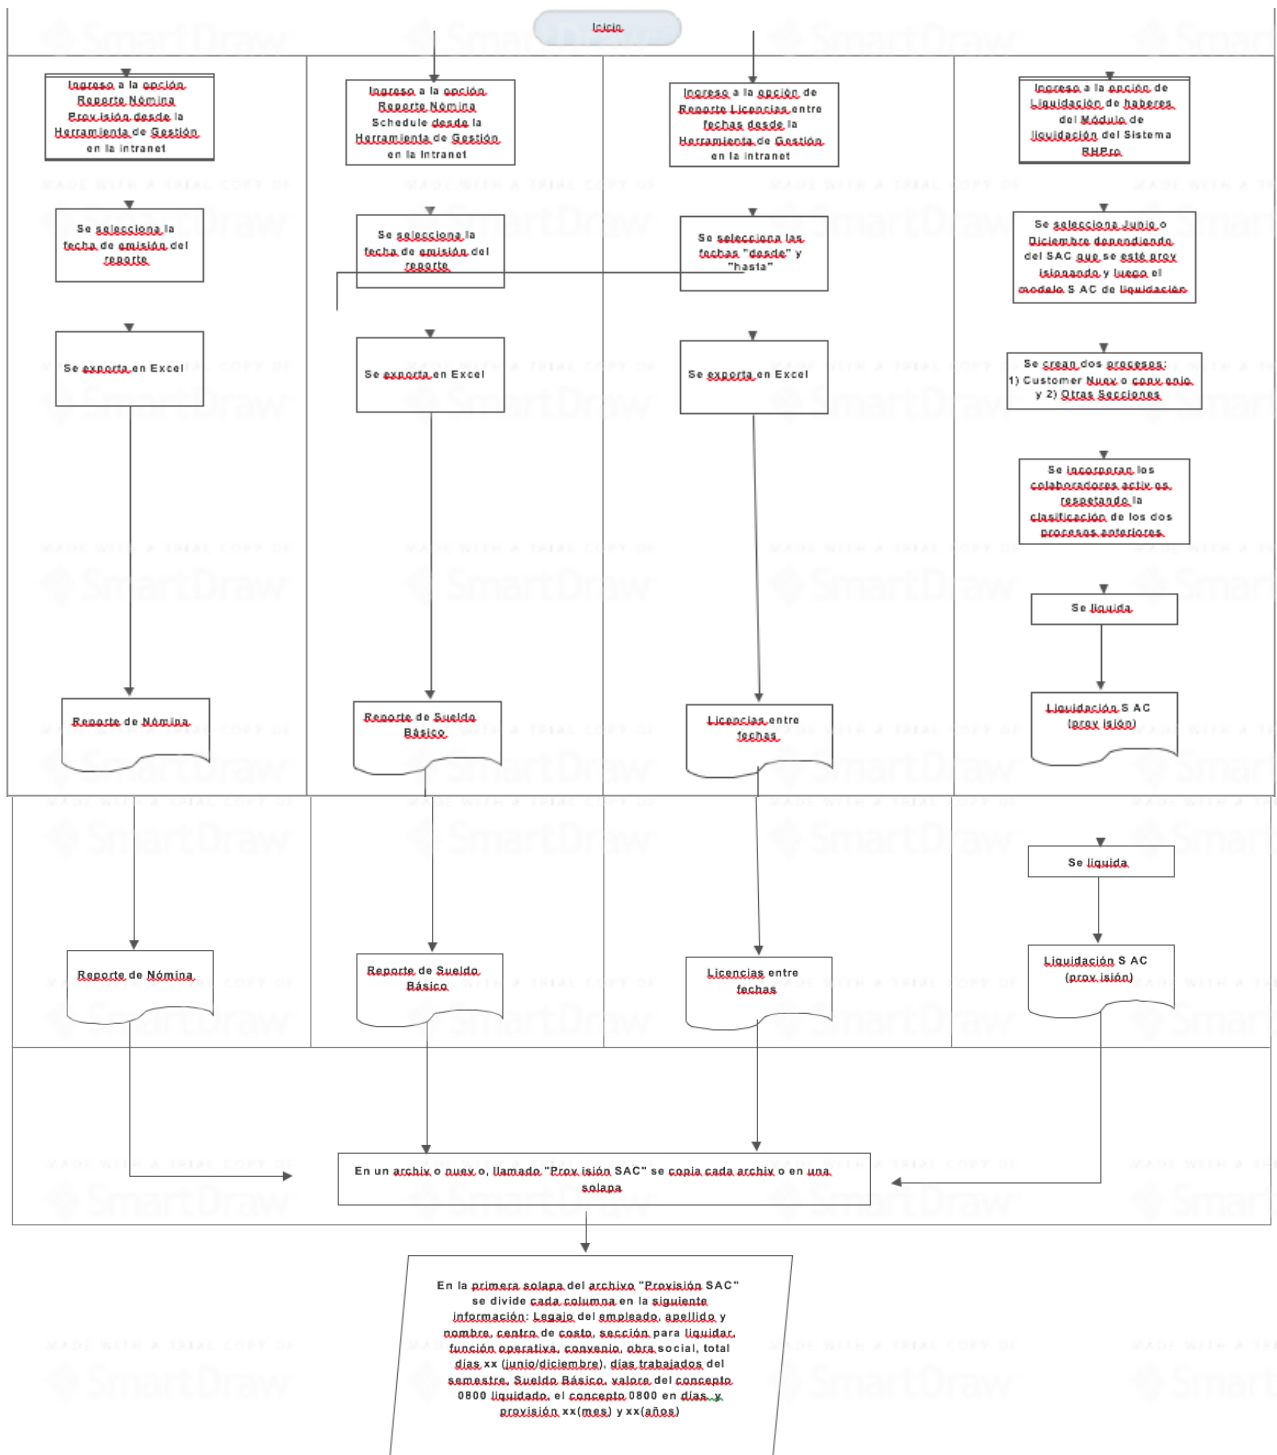 Inicio
Ingreso a la opción
Reporte Nómina
Provisión desde la
Herramienta de Gestión
en la intranet
Ingreso a la opción
Reporte Nómina
Schedule desde la
Herramienta de Gestión
en la Intranet
Ingreso a la opción de
Reporte Licencias entre
fechas desde la
Herramienta de Gestión
en la intranet
Ingreso a la opción de
Liquidación de haberes
del Módulo de
liquidación del Sistema
RHPro
Se selecciona la
fecha de emisión del
reporte
Se selecciona la
fecha de emisión del
reporte
Se selecciona las
fechas "desde" y
"hasta"
Se selecciona Junio o
Diciembre dependiendo
del SAC que se esté prov
isionando y luego el
modelo S AC de liquidación
Se exporta en Excel
Se exporta en Excel
Se exporta en Excel
Se crean dos procesos:
1) Customer Nuev o conv enio
y 2) Otras Secciones
Se incorporan los
colaboradores activ os
respetando la
clasificación de los dos
procesos anteriores
Se liquida
Reporte de Nómina
Reporte de Sueldo
Básico
Licencias entre
fechas
Liquidación S AC
(prov isión)
Se liquida
Reporte de Nómina
Reporte de Sueldo
Básico
Licencias entre
fechas
Liquidación S AC
(prov isión)
En un archiv o nuev o, llamado "Prov isión SAC" se copia cada archiv o en una
solapa
En la primera solapa del archivo "Provisión SAC"
se divide cada columna en la siguiente
información: Legajo del empleado, apellido y
nombre, centro de costo, sección para liquidar,
función operativa, convenio, obra social, total
días xx (junio/diciembre), días trabajados del
semestre, Sueldo Básico, valore del concepto
0800 liquidado, el concepto 0800 en días y
provisión xx(mes) y xx(años)